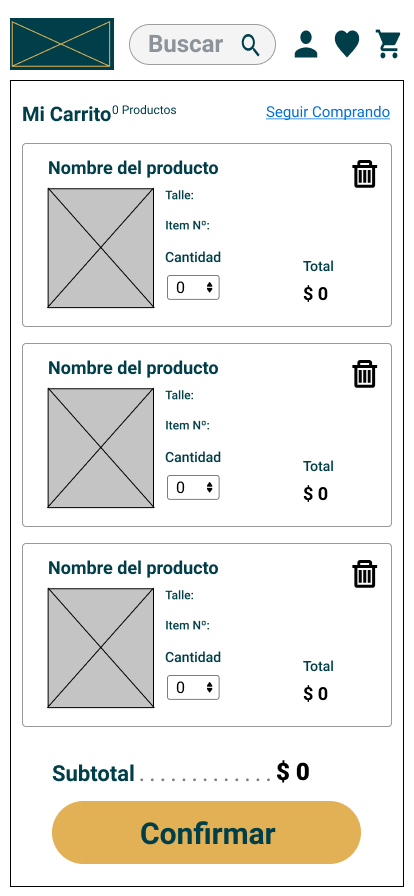 Buscar
Mi Carrito 0 Productos
Seguir Comprando
Nombre del producto
Talle:
Item Nº:
Cantidad
0
Total
$ 0
Nombre del producto
Talle:
Item Nº:
Cantidad
0
Total
$ 0
Nombre del producto
Talle:
Item Nº:
Cantidad
0
Total
$ 0
Subtotal . . . . . . . . . . . . . $ 0
Confirmar